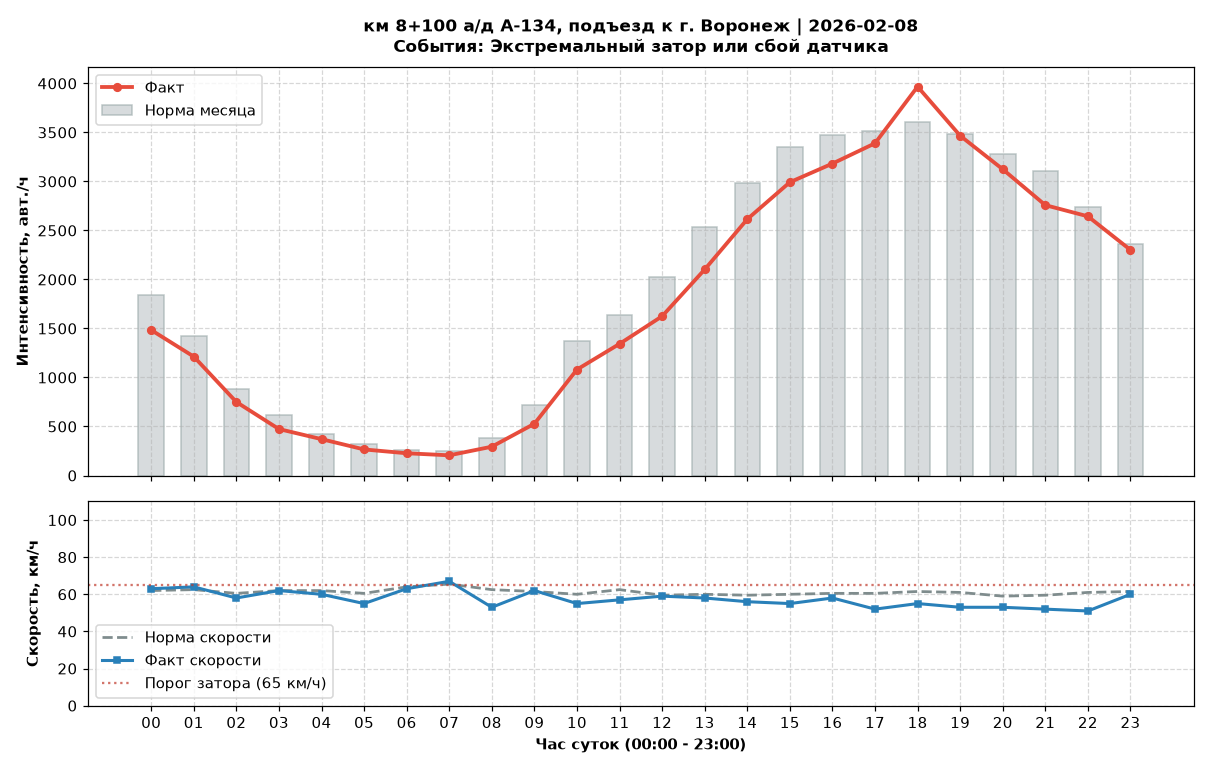 км 8+100 а/д А-134, подъезд к г. Воронеж | 2026-02-08
События: Экстремальный затор или сбой датчика
Интенсивность, авт./ч
4000
3500
3000
2500
2000
1500
1000
500
0
Факт
Норма месяца
Скорость, км/ч
100
80
60
40
20
0
Норма скорости
Факт скорости
Порог затора (65 км/ч)
00 01 02 03 04 05 06 07 08 09 10 11 12 13 14 15 16 17 18 19 20 21 22 23
Час суток (00:00 - 23:00)